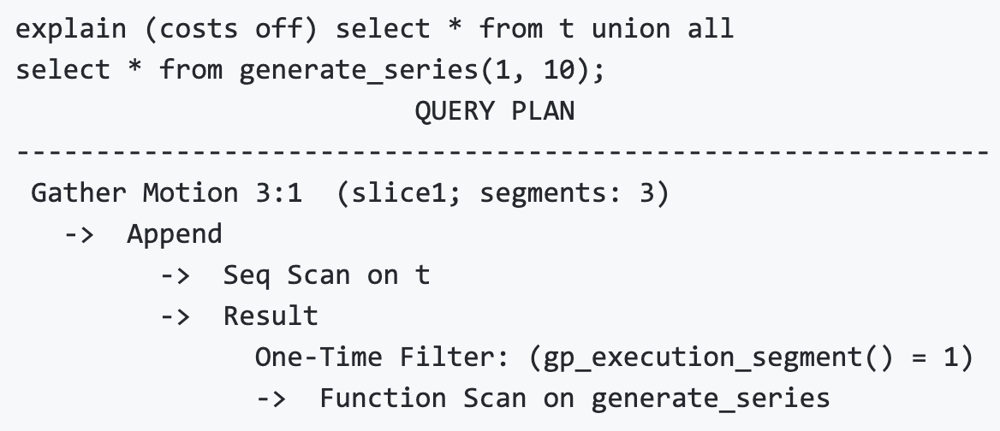 explain (costs off) select * from t union all
select * from generate_series(1, 10);
QUERY PLAN
-------------------------------------------------------------
Gather Motion 3:1  (slice1; segments: 3)
->  Append
->  Seq Scan on t
->  Result
One-Time Filter: (gp_execution_segment() = 1)
->  Function Scan on generate_series